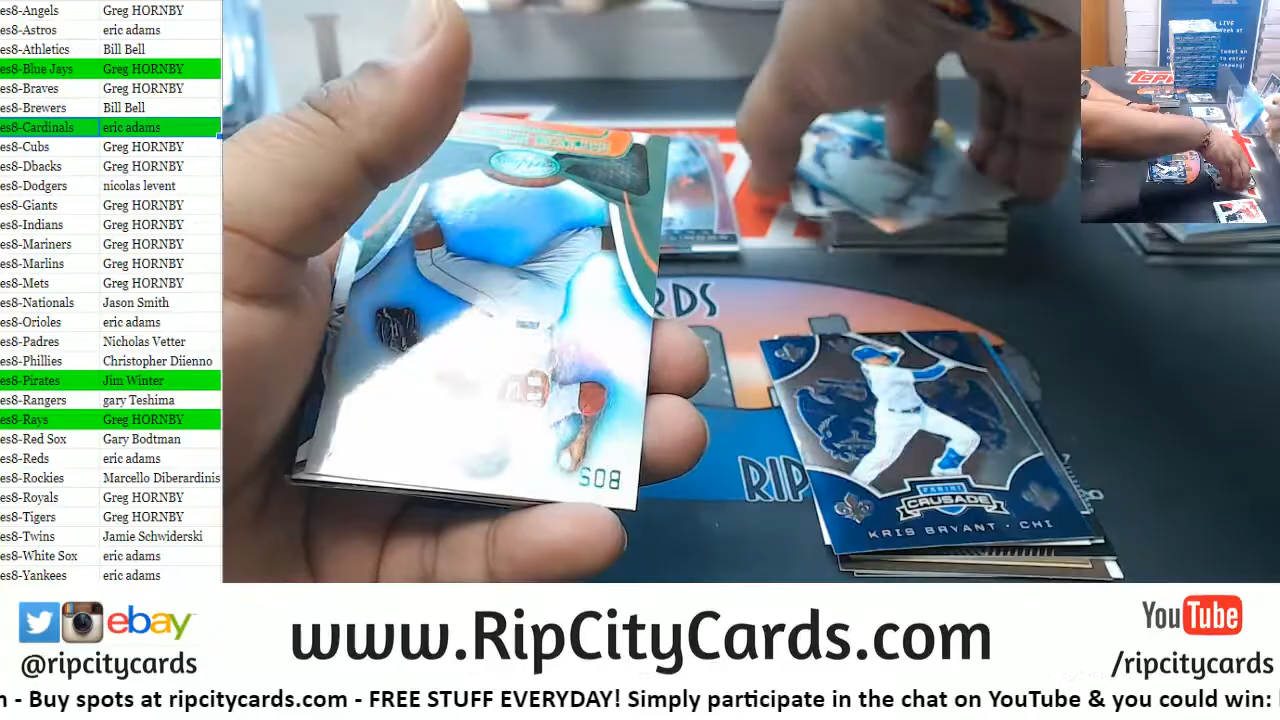 es8-Angels Greg HORNBY
es8-Astros eric adams
es8-Athletics Bill Bell
es8-Blue Jays Greg HORNBY
es8-Braves Greg HORNBY
es8-Brewers Bill Bell
es8-Cardinals eric adams
es8-Cubs Greg HORNBY
es8-Dbacks Greg HORNBY
es8-Dodgers nicolas levent
es8-Giants Greg HORNBY
es8-Indians Greg HORNBY
es8-Mariners Greg HORNBY
es8-Marlins Greg HORNBY
es8-Mets Greg HORNBY
es8-Nationals Jason Smith
es8-Orioles eric adams
es8-Padres Nicholas Vetter
es8-Phillies Christopher Diienno
es8-Pirates Jim Winter
es8-Rangers gary Teshima
es8-Rays Greg HORNBY
es8-Red Sox Gary Bodtman
es8-Reds eric adams
es8-Rockies Marcello Diberardinis
es8-Royals Greg HORNBY
es8-Tigers Greg HORNBY
es8-Twins Jamie Schwiderski
es8-White Sox eric adams
es8-Yankees eric adams
BOS
RDS
RIP
PANINI
CRUSADE
KRIS BRYANT · CHI
LIVE
ebay
@ripcitycards
www.RipCityCards.com
YouTube
/ripcitycards
n - Buy spots at ripcitycards.com - FREE STUFF EVERYDAY! Simply participate in the chat on YouTube & you could win: